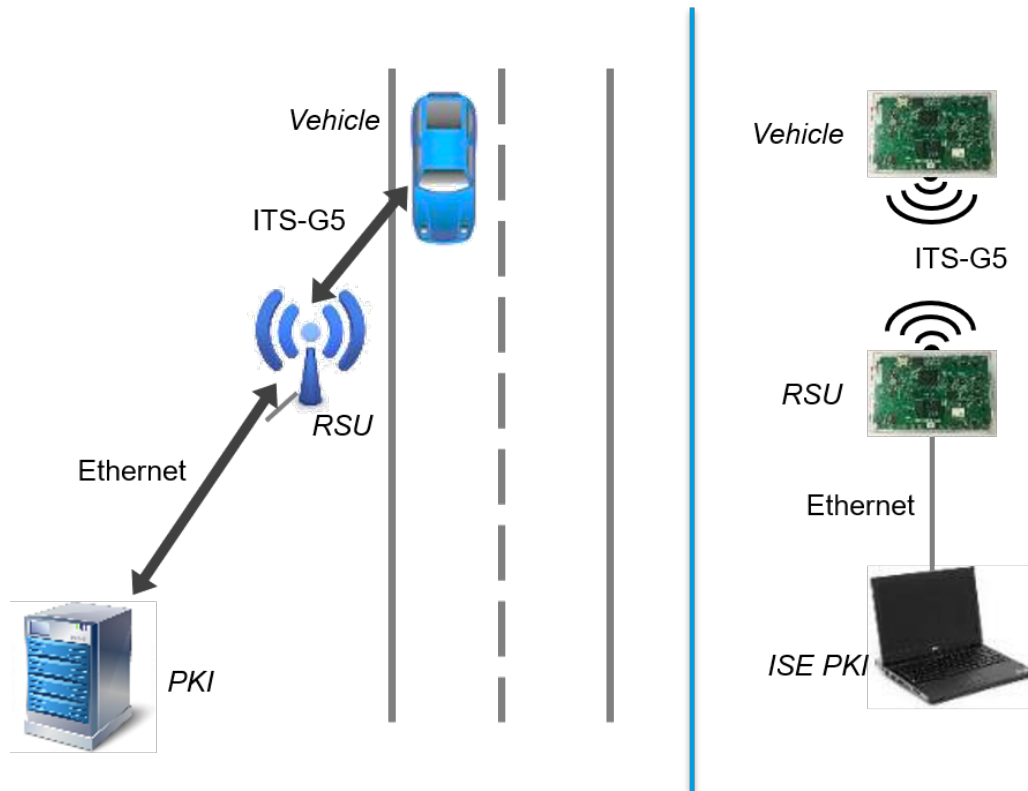 Vehicle
ITS-G5
RSU
Ethernet
PKI
Vehicle
ITS-G5
RSU
Ethernet
ISE PKI